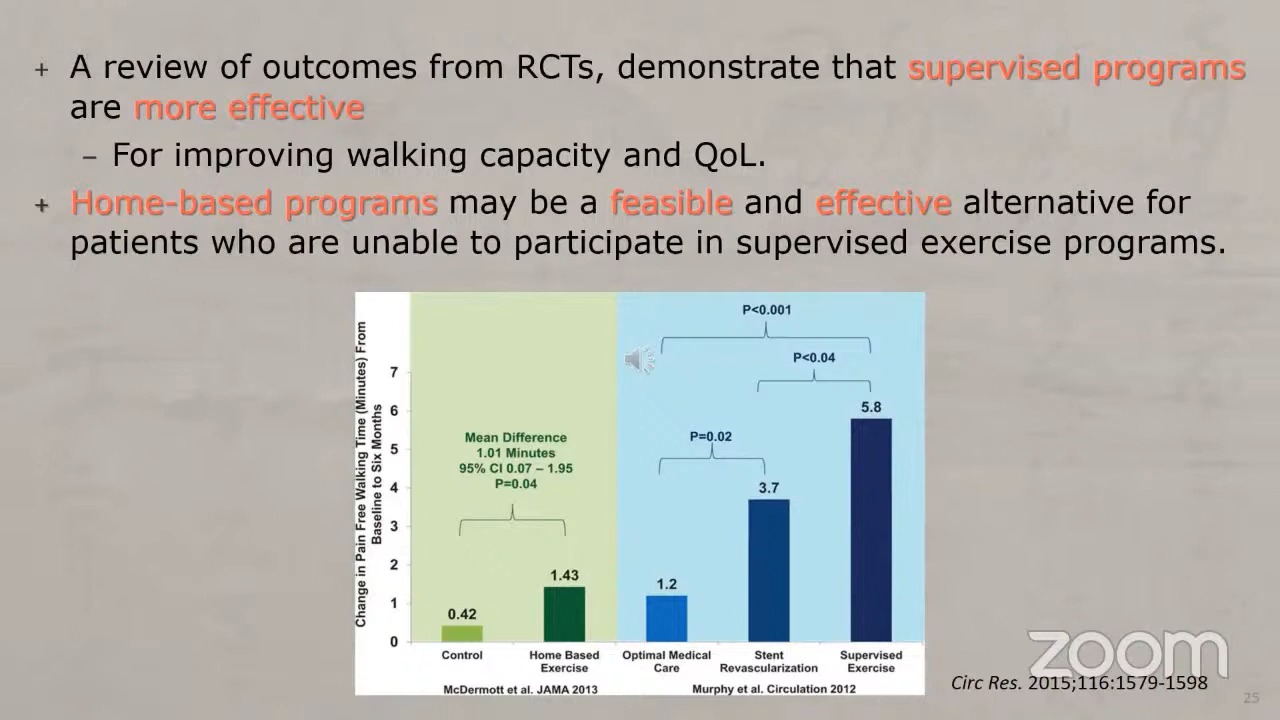 + A review of outcomes from RCTs, demonstrate that supervised programs
are more effective
– For improving walking capacity and QoL.
+ Home-based programs may be a feasible and effective alternative for
patients who are unable to participate in supervised exercise programs.
Change in Pain Free Walking Time (Minutes) From
Baseline to Six Months
7
6
5
4
3
2
1
0
Mean Difference
1.01 Minutes
95% CI 0.07 – 1.95
P=0.04
0.42
1.43
P<0.001
P<0.04
P=0.02
1.2
3.7
5.8
Control
Home Based
Exercise
Optimal Medical
Care
Stent
Revascularization
Supervised
Exercise
McDermott et al. JAMA 2013
Murphy et al. Circulation 2012
zoom
Circ Res. 2015;116:1579-1598
25